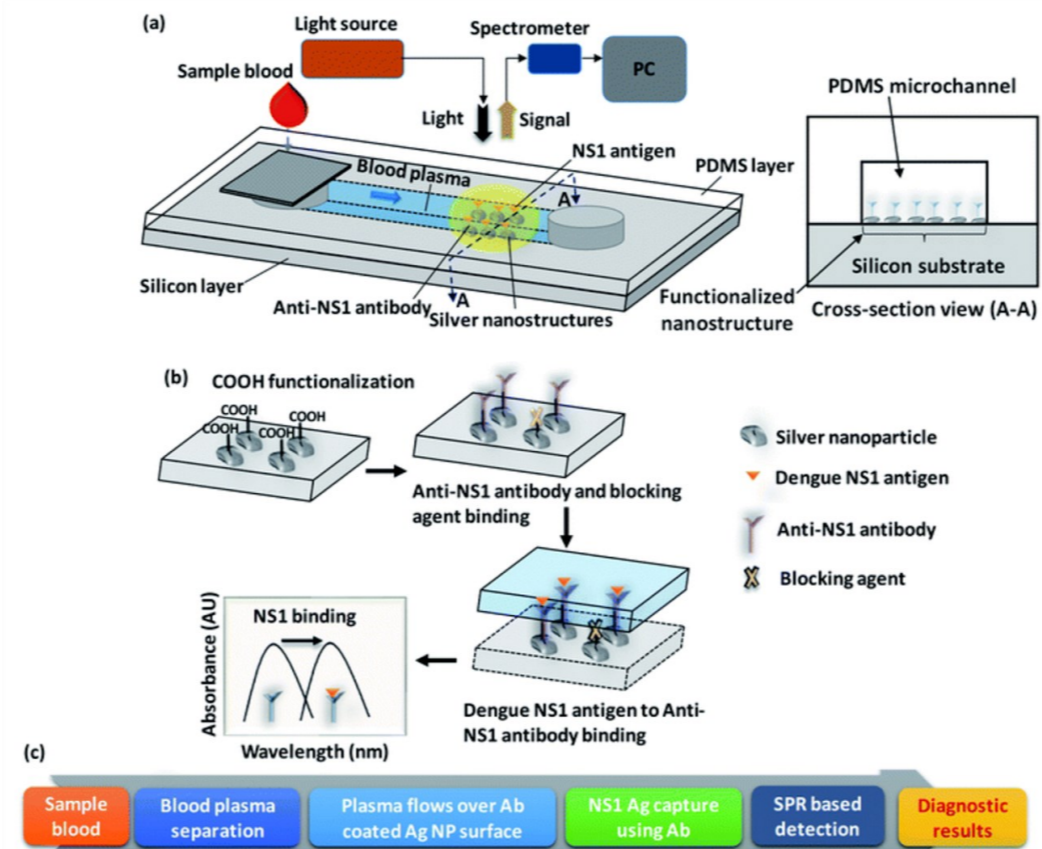 (a)
Light source
Spectrometer
Sample blood
PC
PDMS microchannel
Light
Signal
NS1 antigen
PDMS layer
Blood plasma
A
Silicon layer
Anti-NS1 antibody
A
Silver nanostructures
Functionalized
nanostructure
Silicon substrate
Cross-section view (A-A)
(b)
COOH functionalization
COOH
COOH
COOH
COOH
Anti-NS1 antibody and blocking
agent binding
Silver nanoparticle
Dengue NS1 antigen
Anti-NS1 antibody
Blocking agent
Absorbance (AU)
NS1 binding
Wavelength (nm)
Dengue NS1 antigen to Anti-
NS1 antibody binding
(c)
Sample
blood
Blood plasma
separation
Plasma flows over Ab
coated Ag NP surface
NS1 Ag capture
using Ab
SPR based
detection
Diagnostic
results